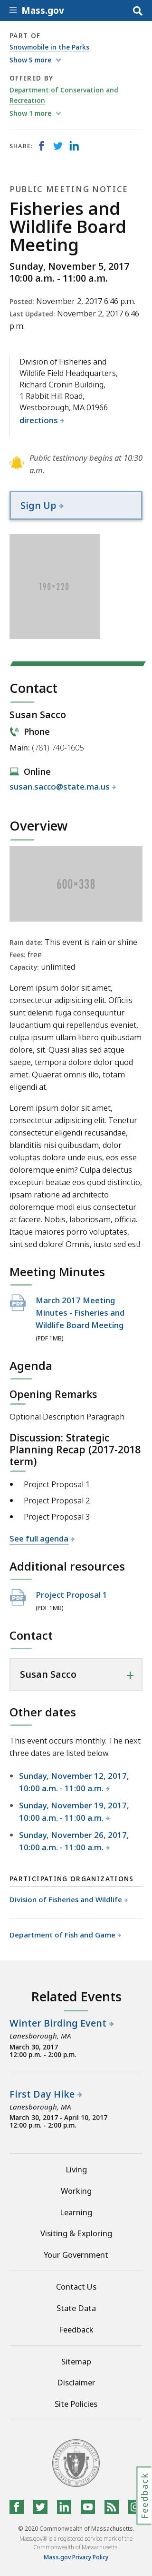 Mass.gov
PART OF
Snowmobile in the Parks
Show 5 more
OFFERED BY
Department of Conservation and
Recreation
Show 1 more
SHARE:
PUBLIC MEETING NOTICE
Fisheries and
Wildlife Board
Meeting
Sunday, November 5, 2017
10:00 a.m. - 11:00 a.m.
Posted: November 2, 2017 6:46 p.m.
Last Updated: November 2, 2017 6:46
p.m.
Division of Fisheries and
Wildlife Field Headquarters,
Richard Cronin Building,
1 Rabbit Hill Road,
Westborough, MA 01966
directions
Public testimony begins at 10:30
a.m.
Sign Up
190×220
Contact
Susan Sacco
Phone
Main: (781) 740-1605
Online
susan.sacco@state.ma.us
Overview
600×338
Rain date: This event is rain or shine
Fees: free
Capacity: unlimited
Lorem ipsum dolor sit amet,
consectetur adipisicing elit. Officiis
sunt deleniti fuga consequuntur
laudantium qui repellendus eveniet,
culpa ipsum ullam libero quibusdam
dolore, sit. Quasi alias sed atque
saepe, tempora dolor dolorem
quia? Quaerat omnis illo, totam
eligendi at.
Lorem ipsum dolor sit amet,
consectetur adipisicing elit. Tenetur
consectetur eligendi recusandae,
blanditiis nisi quibusdam, dolor
voluptas dolore unde eius, eos esse
doloremque enim? Culpa delectus
excepturi beatae eos sed distinctio,
ipsam ratione ad architecto
doloremque modi eius consectetur
at facere. Nobis, laboriosam, officia.
Itaque maiores porro voluptates,
sint sed dolore! Omnis, iusto sed est!
Meeting Minutes
March 2017 Meeting
Minutes - Fisheries and
Wildlife Board Meeting
(PDF 1MB)
Agenda
Opening Remarks
Optional Description Paragraph
Discussion: Strategic
Planning Recap (2017-2018
term)
• Project Proposal 1
• Project Proposal 2
• Project Proposal 3
See full agenda
Additional resources
Project Proposal 1
(PDF 1MB)
Contact
Susan Sacco +
Other dates
This event occurs monthly. The next
three dates are listed below.
• Sunday, November 12, 2017,
10:00 a.m. - 11:00 a.m.
• Sunday, November 19, 2017,
10:00 a.m. - 11:00 a.m.
• Sunday, November 26, 2017,
10:00 a.m. - 11:00 a.m.
PARTICIPATING ORGANIZATIONS
Division of Fisheries and Wildlife
Department of Fish and Game
Related Events
Winter Birding Event
Lanesborough, MA
March 30, 2017
12:00 p.m. - 2:00 p.m.
First Day Hike
Lanesborough, MA
March 30, 2017 - April 10, 2017
12:00 p.m. - 2:00 p.m.
Living
Working
Learning
Visiting & Exploring
Your Government
Contact Us
State Data
Feedback
Sitemap
Disclaimer
Site Policies
Feedback
© 2020 Commonwealth of Massachusetts.
Mass.gov® is a registered service mark of the
Commonwealth of Massachusetts.
Mass.gov Privacy Policy